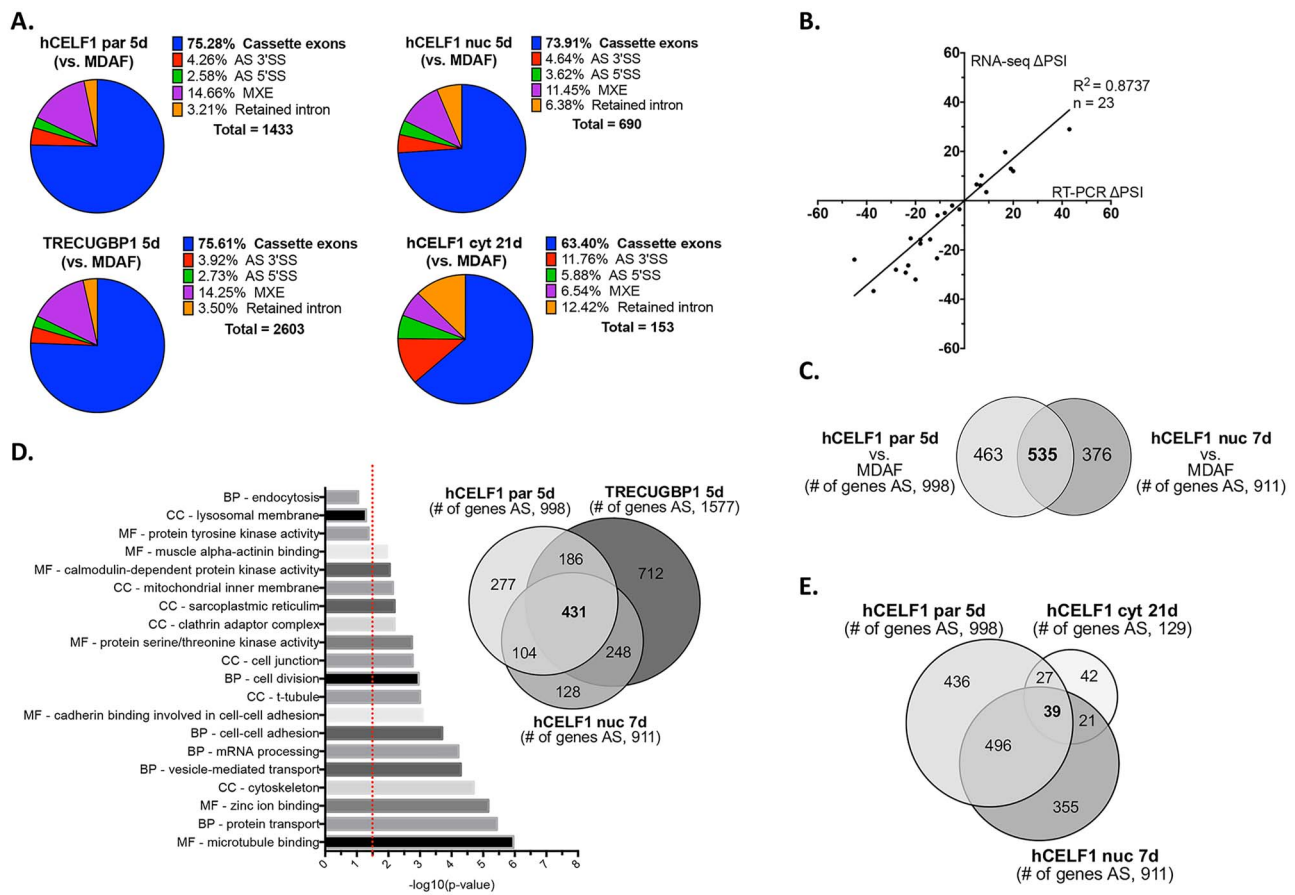 A.
hCELF1 par 5d
(vs. MDAF)
75.28% Cassette exons
4.26% AS 3'SS
2.58% AS 5'SS
14.66% MXE
3.21% Retained intron
Total = 1433
hCELF1 nuc 5d
(vs. MDAF)
73.91% Cassette exons
4.64% AS 3'SS
3.62% AS 5'SS
11.45% MXE
6.38% Retained intron
Total = 690
TRECUGBP1 5d
(vs. MDAF)
75.61% Cassette exons
3.92% AS 3'SS
2.73% AS 5'SS
14.25% MXE
3.50% Retained intron
Total = 2603
hCELF1 cyt 21d
(vs. MDAF)
63.40% Cassette exons
11.76% AS 3'SS
5.88% AS 5'SS
6.54% MXE
12.42% Retained intron
Total = 153
B.
60
RNA-seq ΔPSI
R² = 0.8737
n = 23
40
20
RT-PCR ΔPSI
-60 -40 -20 20 40 60
-20
-40
-60
C.
hCELF1 par 5d
vs.
MDAF
(# of genes AS, 998)
463 535 376
hCELF1 nuc 7d
vs.
MDAF
(# of genes AS, 911)
D.
BP - endocytosis
CC - lysosomal membrane
MF - protein tyrosine kinase activity
MF - muscle alpha-actinin binding
MF - calmodulin-dependent protein kinase activity
CC - mitochondrial inner membrane
CC - sarcoplastmic reticulim
CC - clathrin adaptor complex
MF - protein serine/threonine kinase activity
CC - cell junction
BP - cell division
CC - t-tubule
MF - cadherin binding involved in cell-cell adhesion
BP - cell-cell adhesion
BP - mRNA processing
BP - vesicle-mediated transport
CC - cytoskeleton
MF - zinc ion binding
BP - protein transport
MF - microtubule binding
0 1 2 3 4 5 6 7 8
-log10(p-value)
hCELF1 par 5d
(# of genes AS, 998)
TRECUGBP1 5d
(# of genes AS, 1577)
277 186 712
431
104 248
128
hCELF1 nuc 7d
(# of genes AS, 911)
E.
hCELF1 par 5d
(# of genes AS, 998)
hCELF1 cyt 21d
(# of genes AS, 129)
436 27 42
39 21
496
355
hCELF1 nuc 7d
(# of genes AS, 911)